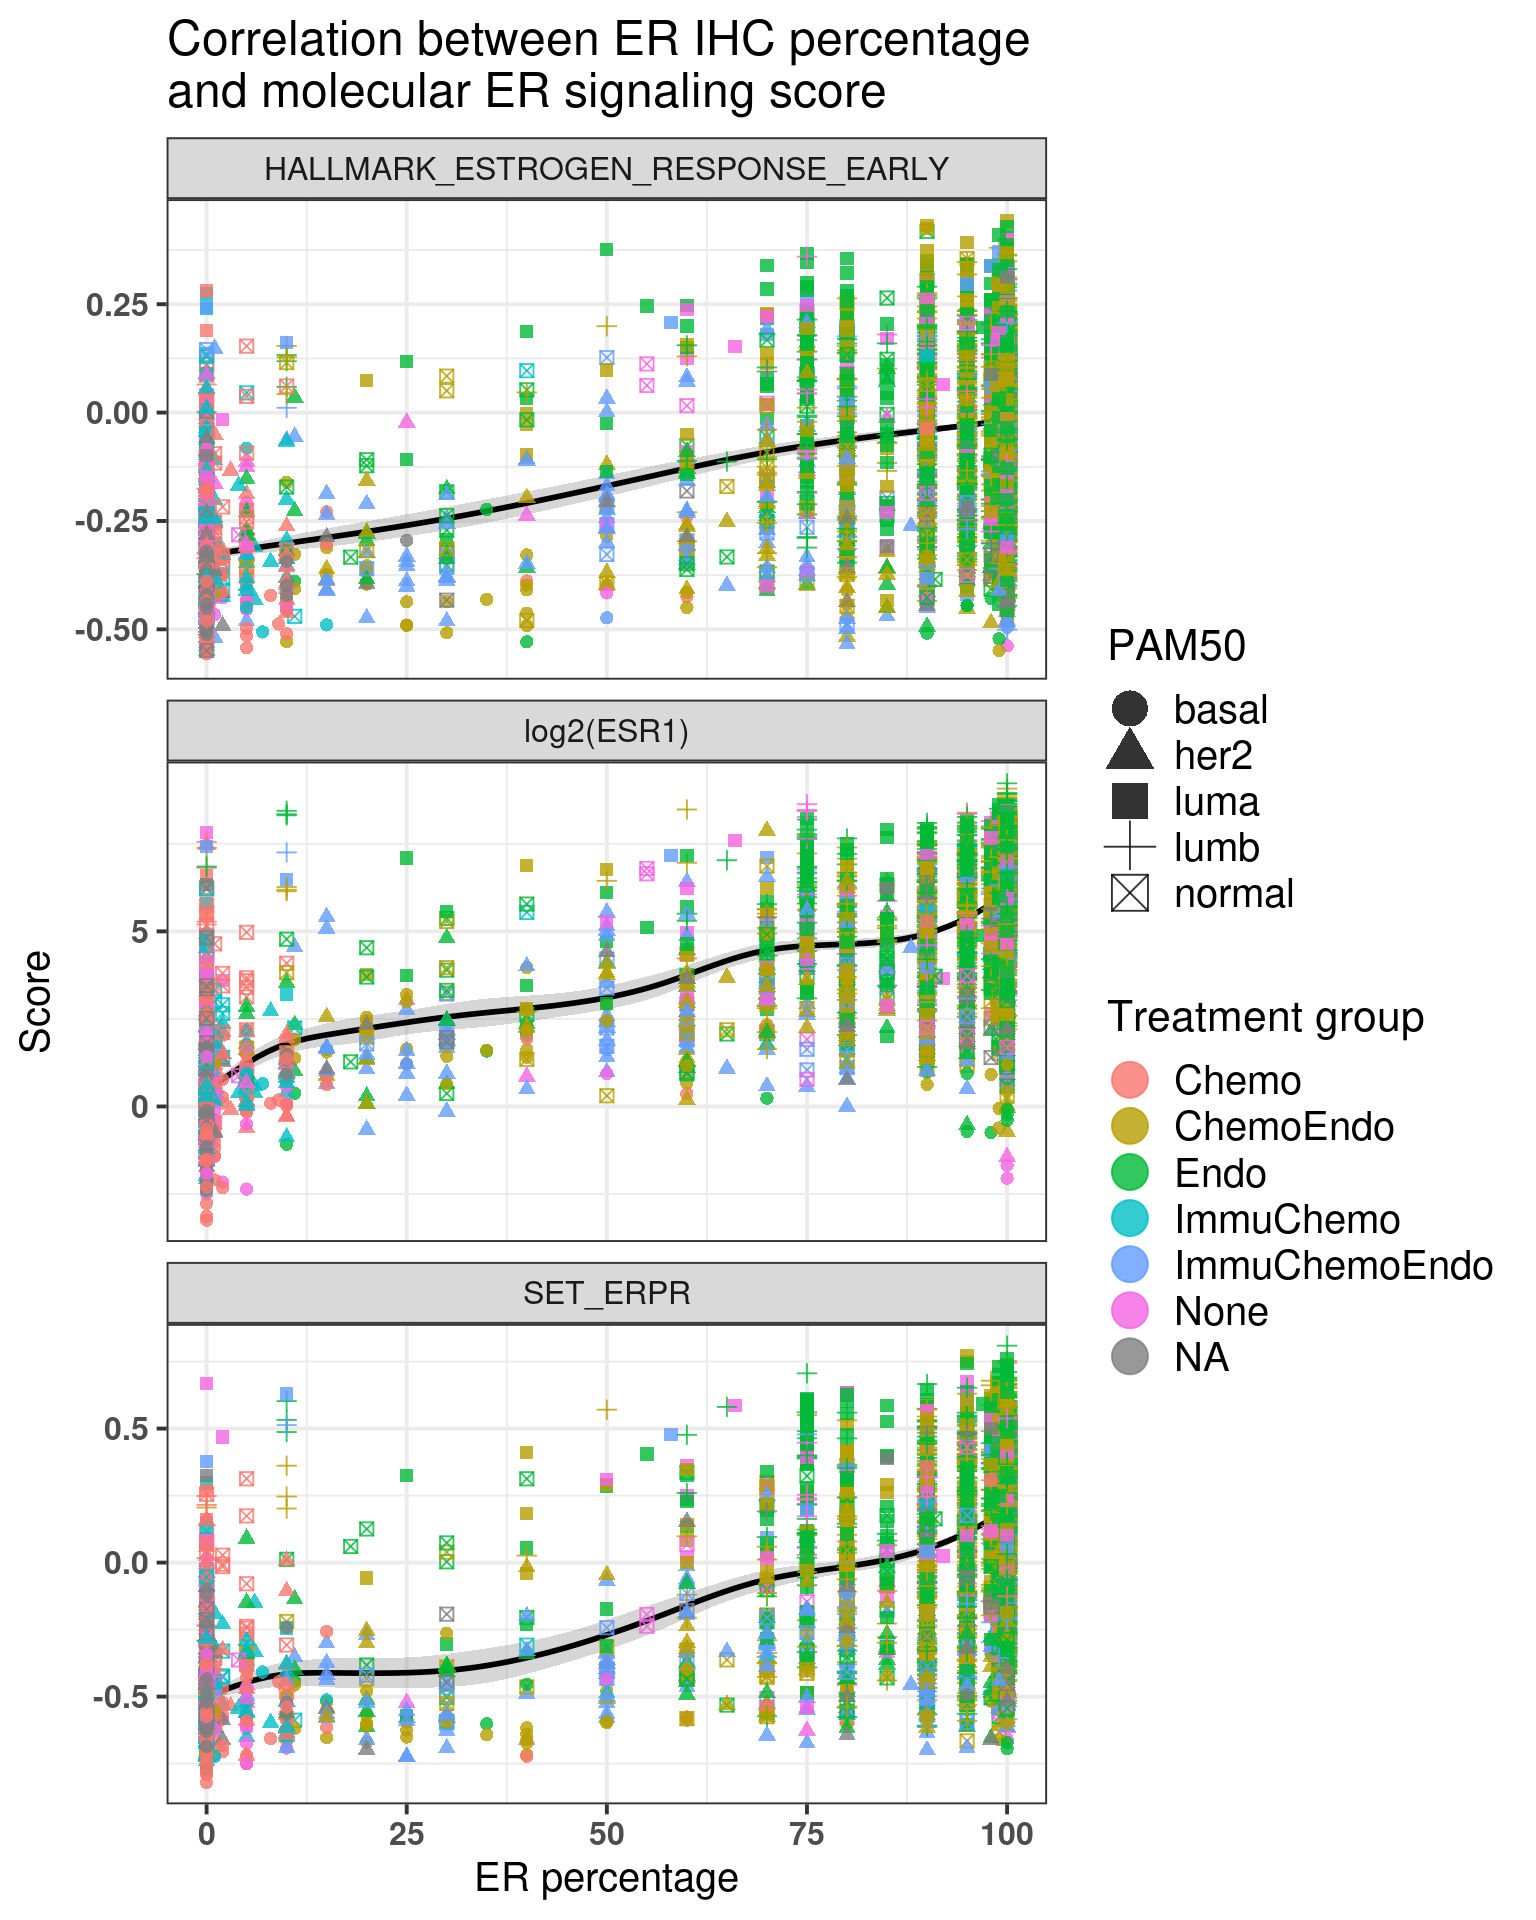 Correlation between ER IHC percentage
and molecular ER signaling score
HALLMARK_ESTROGEN_RESPONSE_EARLY
0.25
0.00
-0.25
-0.50
log2(ESR1)
5
0
SET_ERPR
0.5
0.0
-0.5
0 25 50 75 100
ER percentage
Score
PAM50
basal
her2
luma
lumb
normal
Treatment group
Chemo
ChemoEndo
Endo
ImmuChemo
ImmuChemoEndo
None
NA